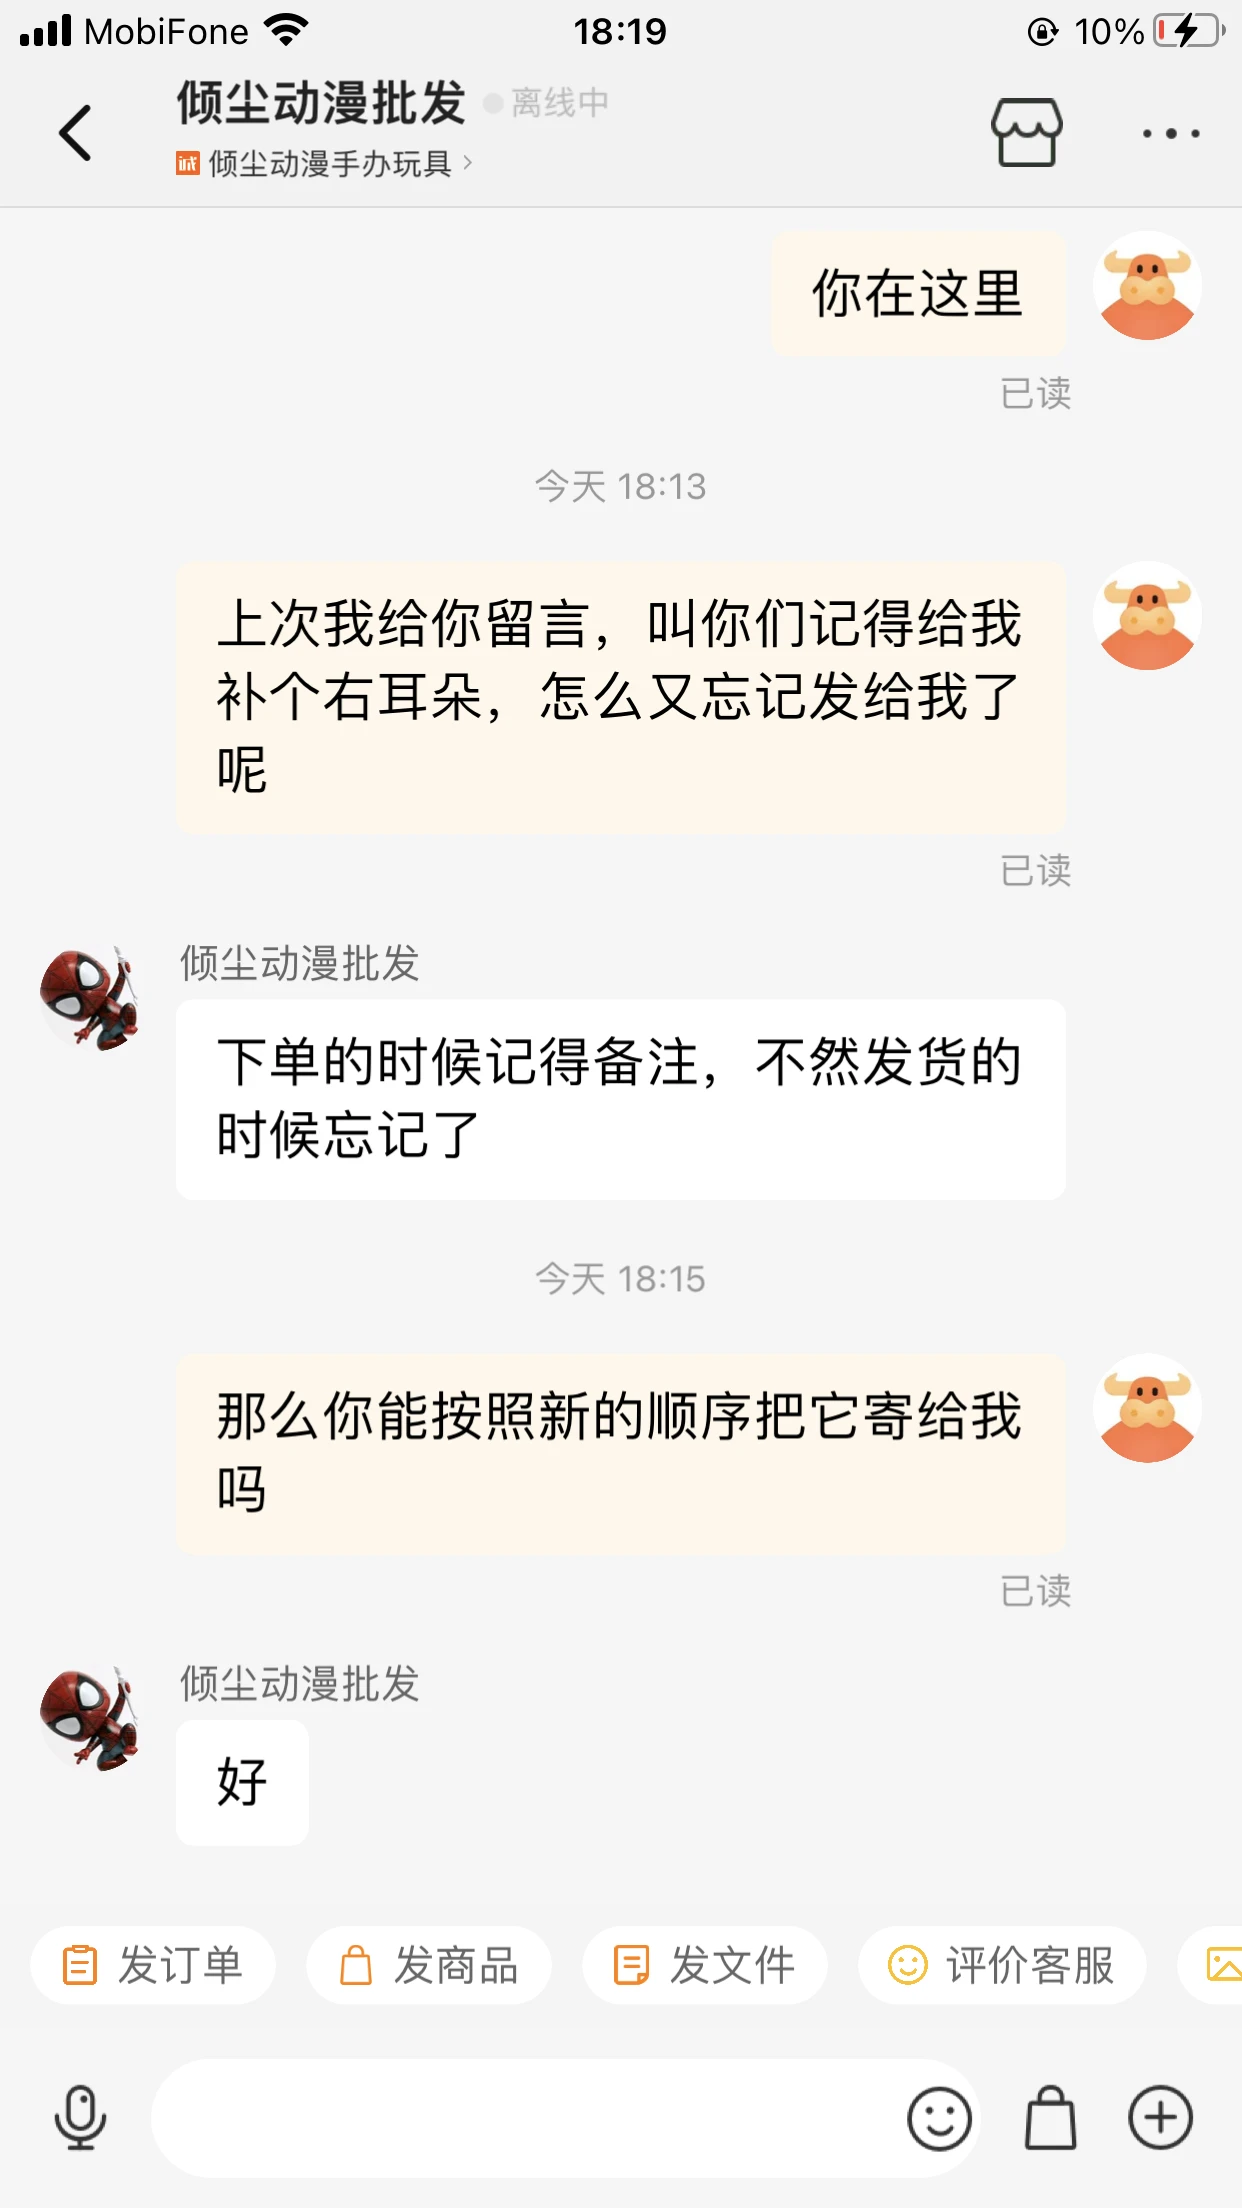 MobiFone 18:19 10%
倾尘动漫批发 离线中
诚 倾尘动漫手办玩具
你在这里
已读
今天 18:13
上次我给你留言，叫你们记得给我
补个右耳朵，怎么又忘记发给我了
呢
已读
倾尘动漫批发
下单的时候记得备注，不然发货的
时候忘记了
今天 18:15
那么你能按照新的顺序把它寄给我
吗
已读
倾尘动漫批发
好
发订单 发商品 发文件 评价客服